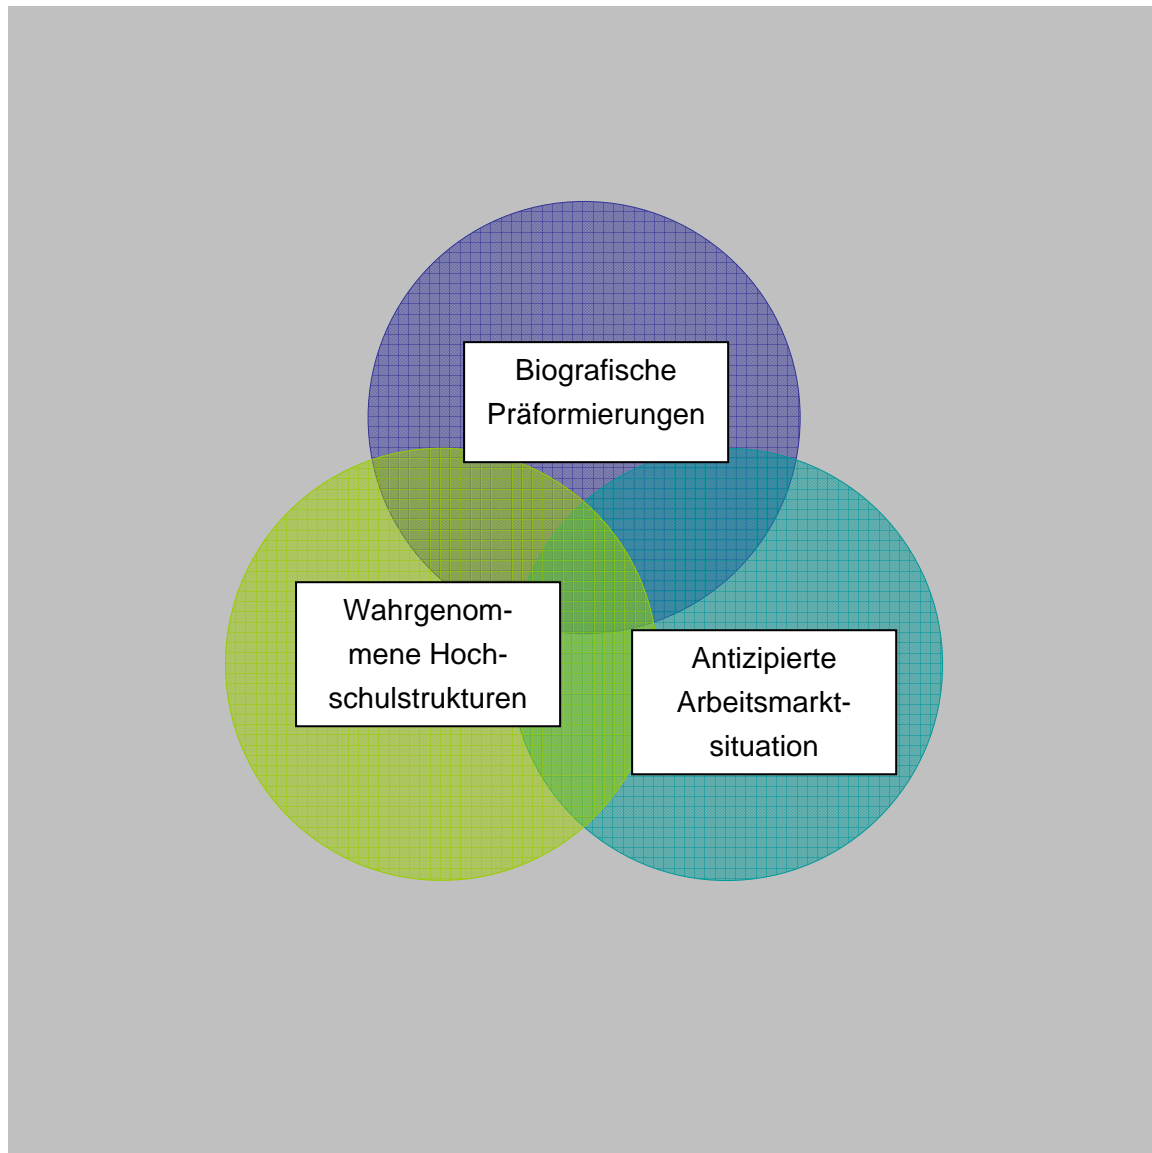 Biografische
Präformierungen
Wahrgenom-
mene Hoch-
schulstrukturen
Antizipierte
Arbeitsmarkt-
situation